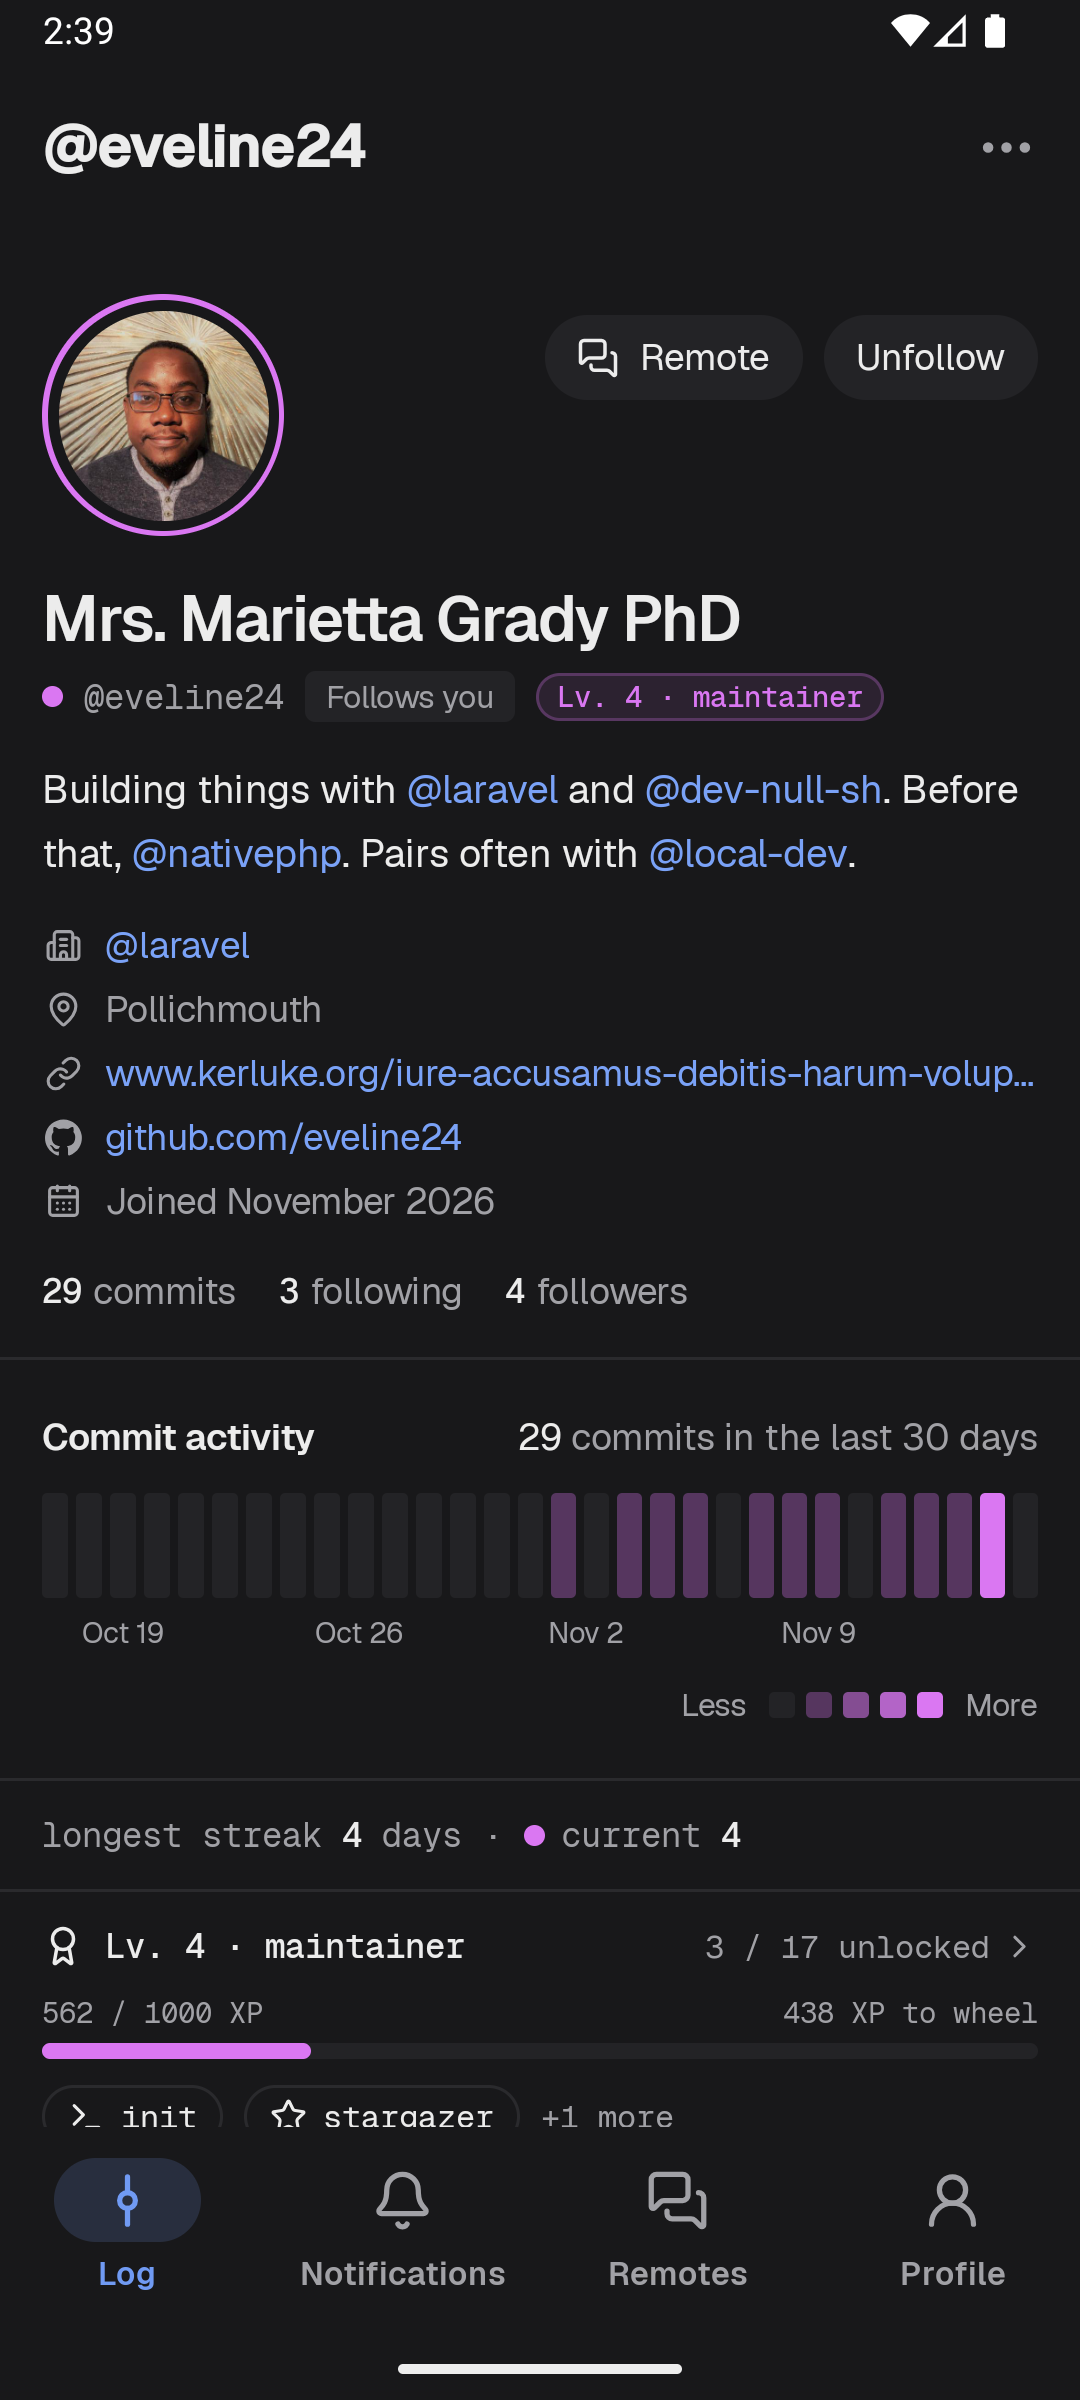 2:39
@eveline24
Remote
Unfollow
Mrs. Marietta Grady PhD
@eveline24 Follows you Lv. 4 · maintainer
Building things with @laravel and @dev-null-sh. Before
that, @nativephp. Pairs often with @local-dev.
@laravel
Pollichmouth
www.kerluke.org/iure-accusamus-debitis-harum-volup...
github.com/eveline24
Joined November 2026
29 commits 3 following 4 followers
Commit activity 29 commits in the last 30 days
Oct 19 Oct 26 Nov 2 Nov 9
Less More
longest streak 4 days · current 4
Lv. 4 · maintainer 3 / 17 unlocked
562 / 1000 XP 438 XP to wheel
init stargazer +1 more
Log Notifications Remotes Profile